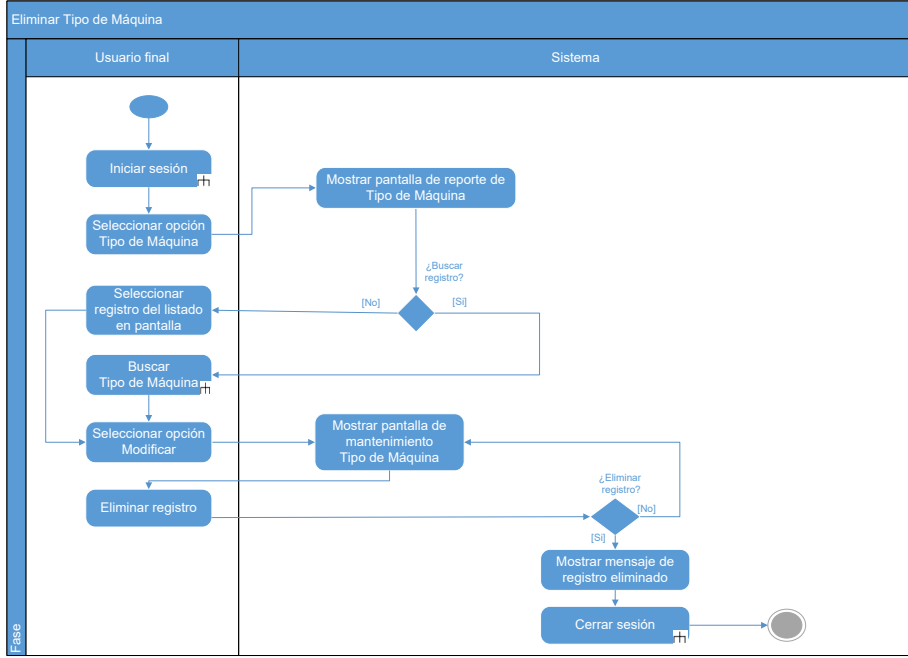 Eliminar Tipo de Máquina
Usuario final
Sistema
Iniciar sesión
Mostrar pantalla de reporte de
Tipo de Máquina
Seleccionar opción
Tipo de Máquina
¿Buscar
registro?
[No]
[Si]
Seleccionar
registro del listado
en pantalla
Buscar
Tipo de Máquina
Seleccionar opción
Modificar
Mostrar pantalla de
mantenimiento
Tipo de Máquina
Eliminar registro
¿Eliminar
registro?
[No]
[Si]
Mostrar mensaje de
registro eliminado
Cerrar sesión
Fase